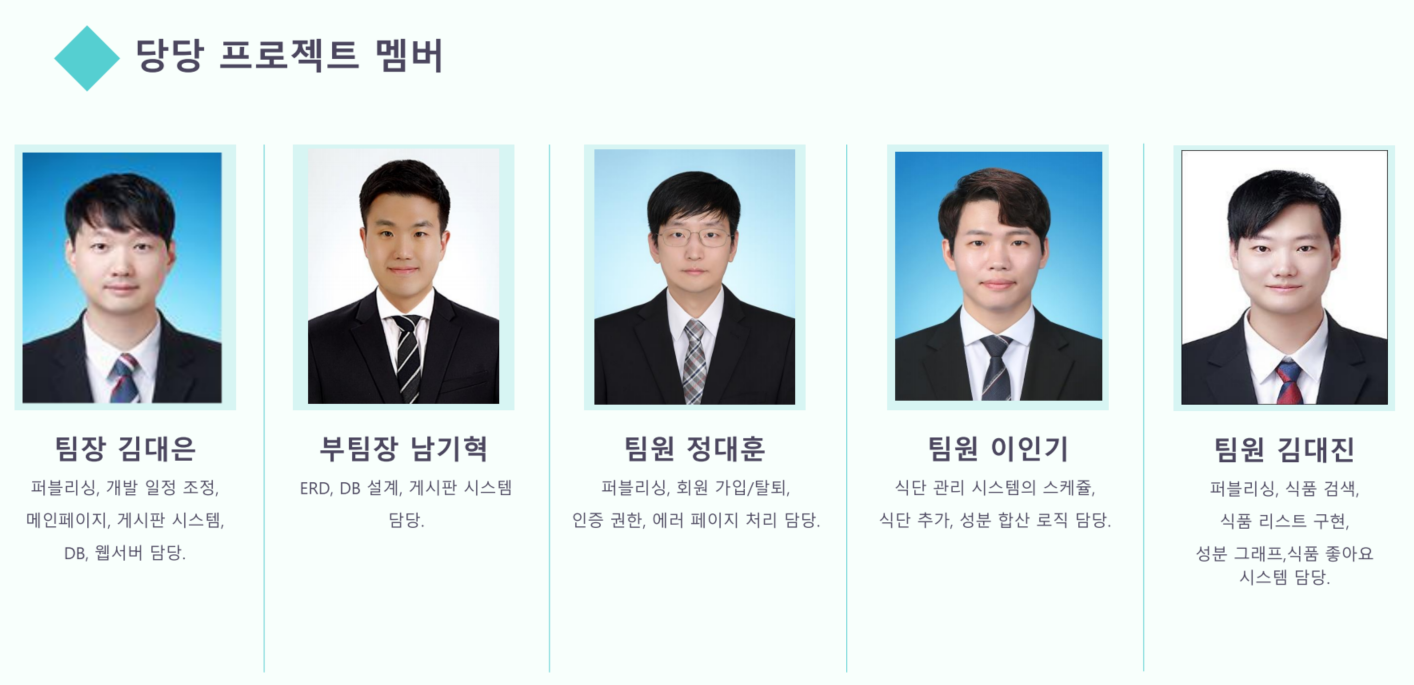 당당 프로젝트 멤버
팀장 김대은
퍼블리싱, 개발 일정 조정,
메인페이지, 게시판 시스템,
DB, 웹서버 담당.
부팀장 남기혁
ERD, DB 설계, 게시판 시스템
담당.
팀원 정대훈
퍼블리싱, 회원 가입/탈퇴,
인증 권한, 에러 페이지 처리 담당.
팀원 이인기
식단 관리 시스템의 스케쥴,
식단 추가, 성분 합산 로직 담당.
팀원 김대진
퍼블리싱, 식품 검색,
식품 리스트 구현,
성분 그래프,식품 좋아요
시스템 담당.